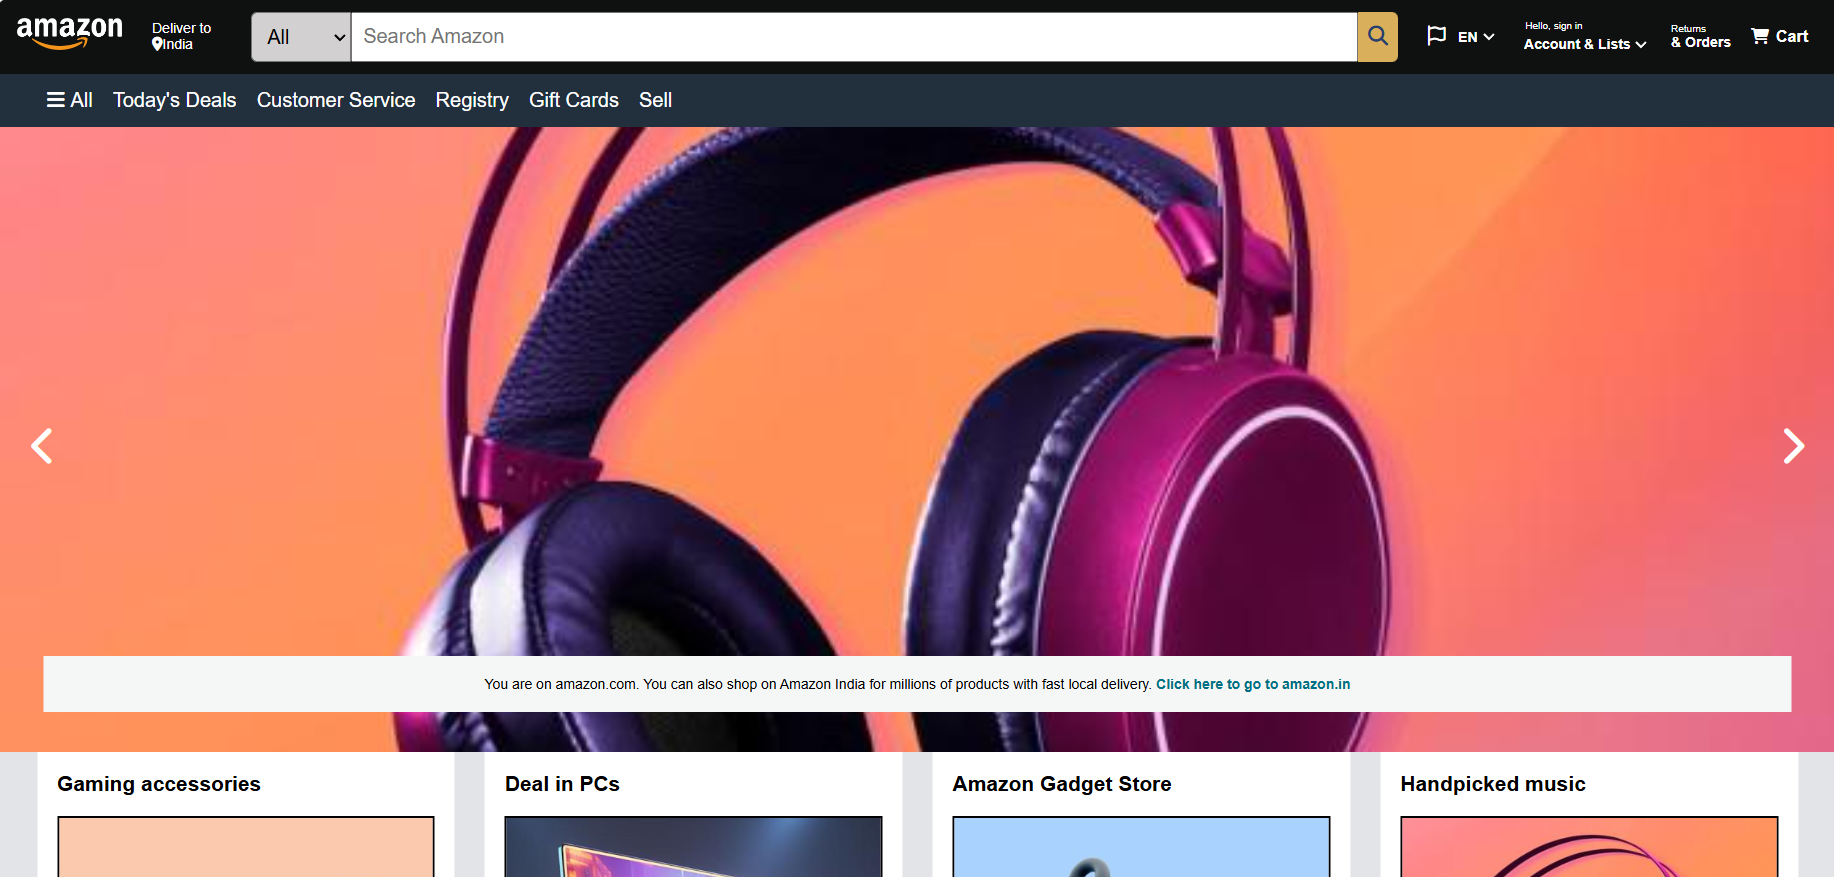 amazon
Deliver to
India
All
Search Amazon
EN
Hello, sign in
Account & Lists
Returns
& Orders
Cart
All
Today's Deals
Customer Service
Registry
Gift Cards
Sell
You are on amazon.com. You can also shop on Amazon India for millions of products with fast local delivery. Click here to go to amazon.in
Gaming accessories
Deal in PCs
Amazon Gadget Store
Handpicked music